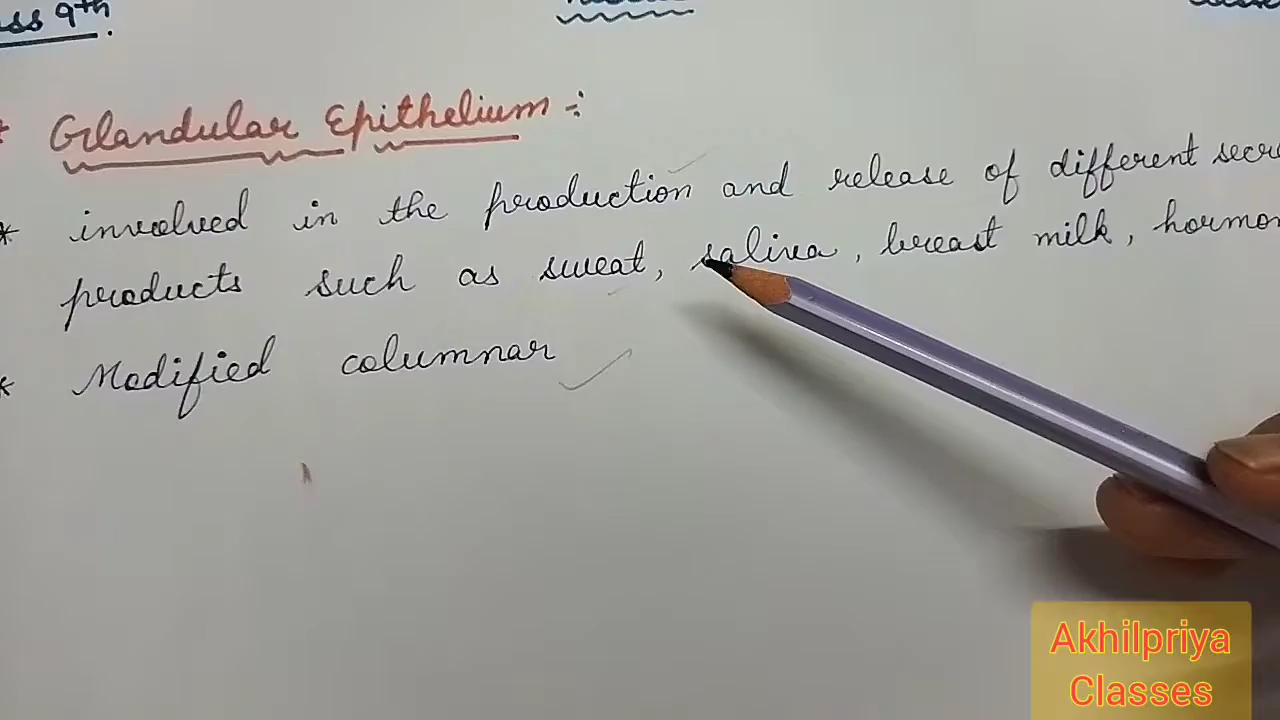 9th.
* Glandular Epithelium :-
* involved in the production and release of different
products such as sweat, saliva, breast milk,
* Modified columnar
Akhilpriya
Classes